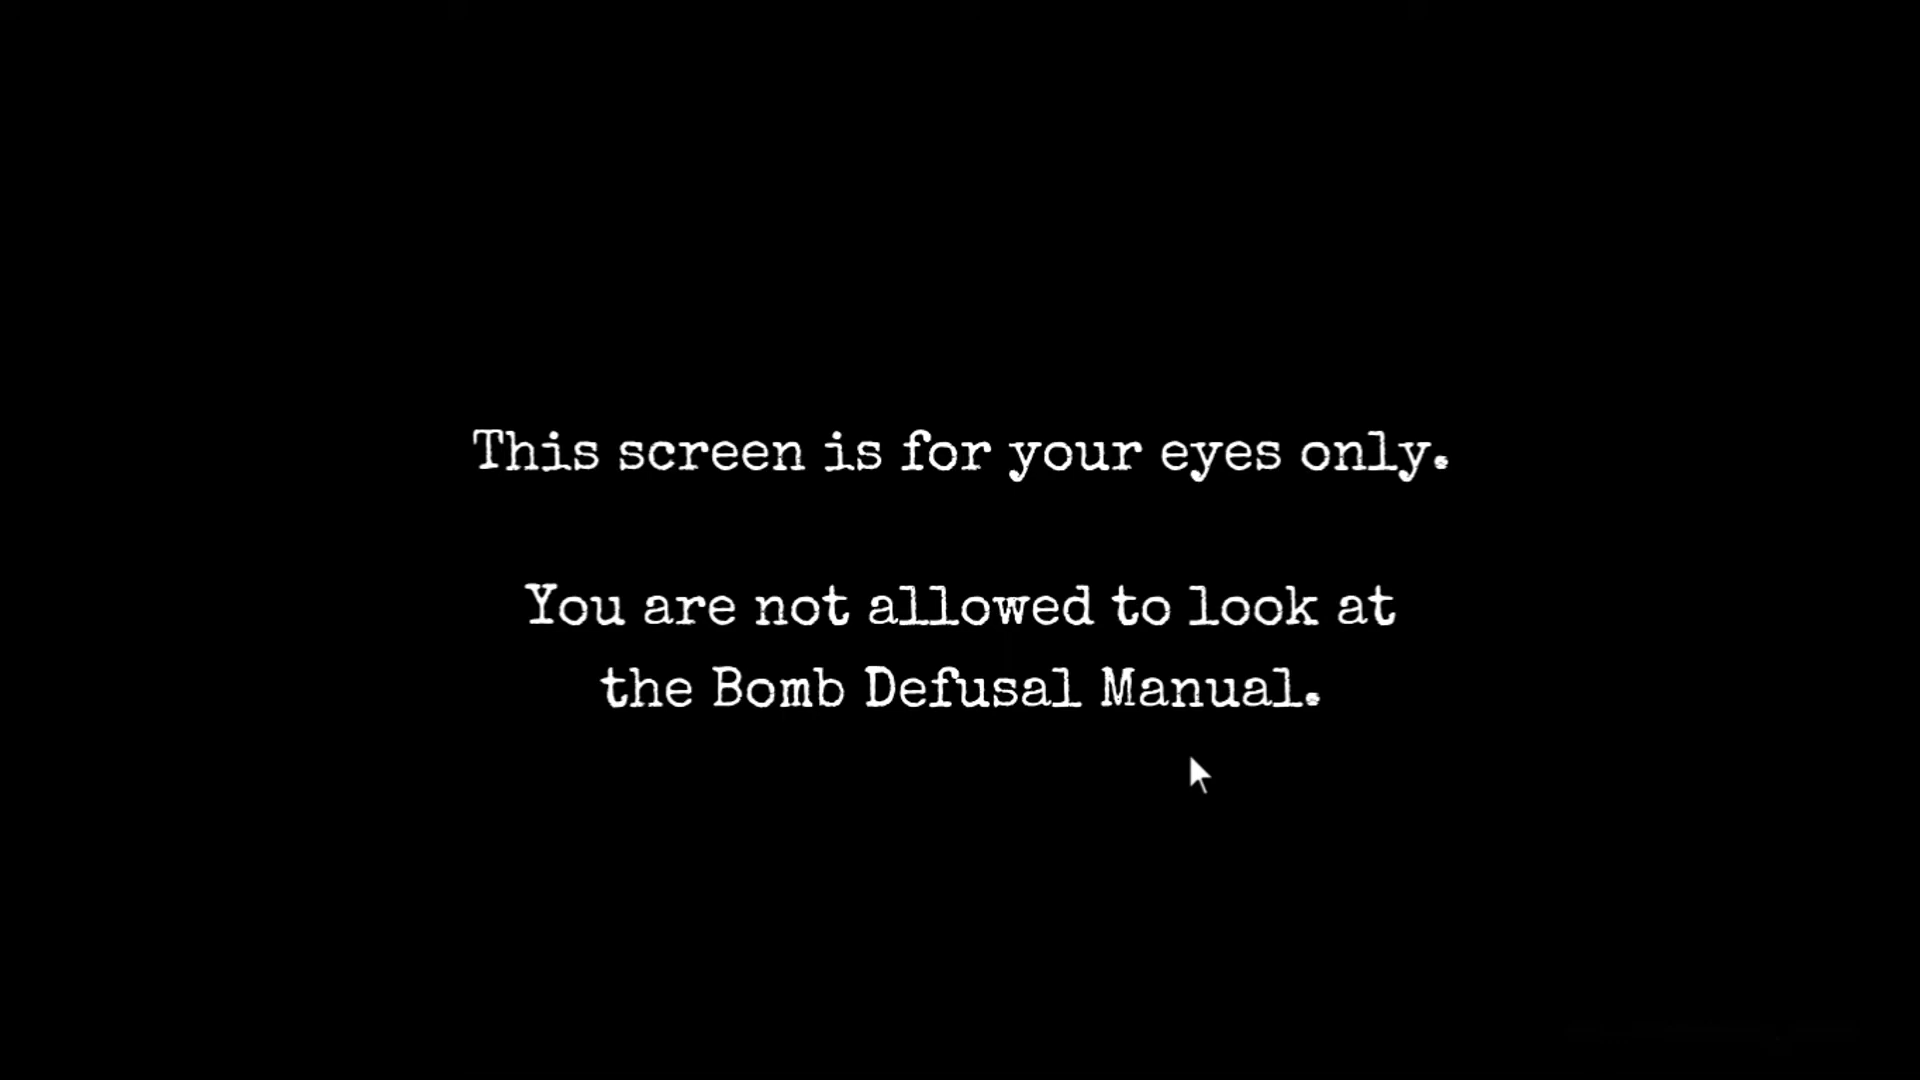 This screen is for your eyes only.
You are not allowed to look at
the Bomb Defusal Manual.